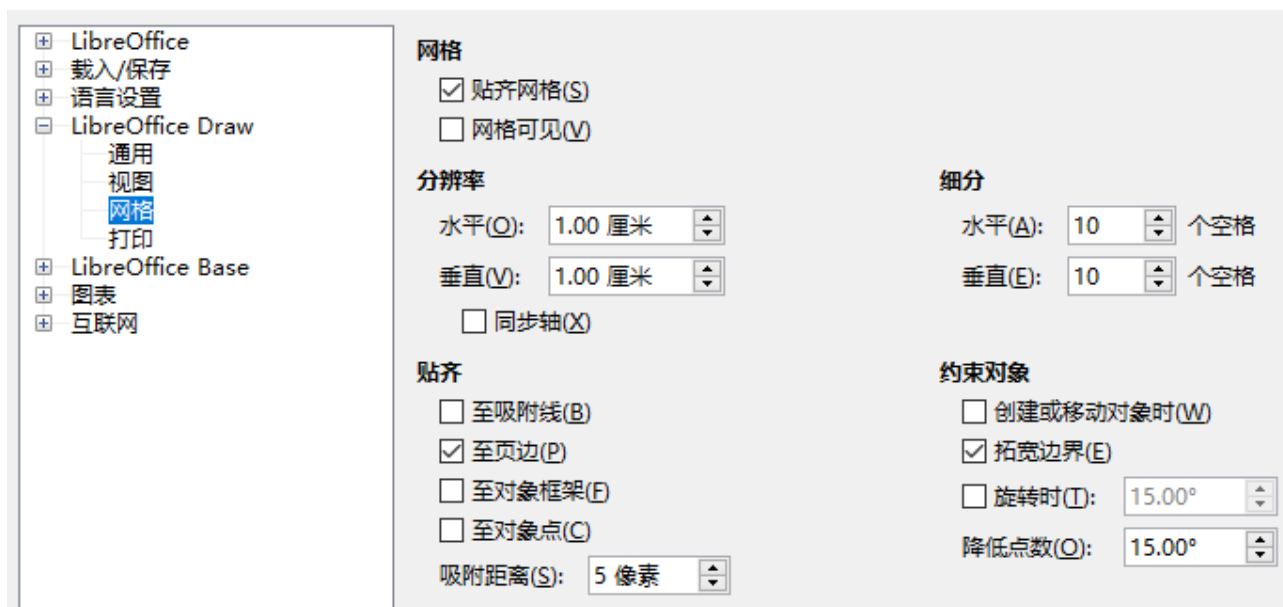 LibreOffice
载入/保存
语言设置
LibreOffice Draw
通用
视图
网格
打印
LibreOffice Base
图表
互联网
网格
贴齐网格(S)
网格可见(V)
分辨率
水平(O): 1.00 厘米
垂直(V): 1.00 厘米
同步轴(X)
细分
水平(A): 10 个空格
垂直(E): 10 个空格
贴齐
至吸附线(B)
至页边(P)
至对象框架(F)
至对象点(C)
吸附距离(S): 5 像素
约束对象
创建或移动对象时(W)
拓宽边界(E)
旋转时(T): 15.00°
降低点数(O): 15.00°